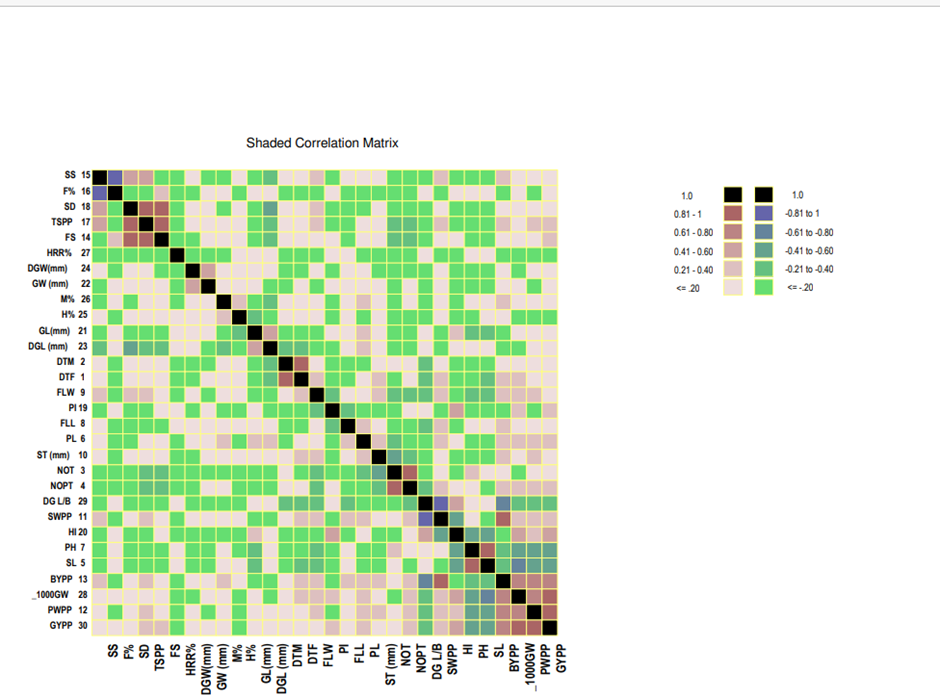 Shaded Correlation Matrix
SS 15
F% 16
SD 18
TSPP 17
FS 14
HRR% 27
DGW(mm) 24
GW (mm) 22
M% 26
H% 25
GL(mm) 21
DGL (mm) 23
DTM 2
DTF 1
FLW 9
PI 19
FLL 8
PL 6
ST (mm) 10
NOT 3
NOPT 4
DG L/B 29
SWPP 11
HI 20
PH 7
SL 5
BYPP 13
_1000GW 28
PWPP 12
GYPP 30
SS
F%
SD
TSPP
FS
HRR%
DGW(mm)
GW (mm)
M%
H%
GL(mm)
DGL (mm)
DTM
DTF
FLW
PI
FLL
PL
ST (mm)
NOT
NOPT
DG L/B
SWPP
HI
PH
SL
BYPP
_1000GW
PWPP
GYPP
1.0 1.0
0.81 - 1 -0.81 to 1
0.61 - 0.80 -0.61 to -0.80
0.41 - 0.60 -0.41 to -0.60
0.21 - 0.40 -0.21 to -0.40
<= .20 <= -.20